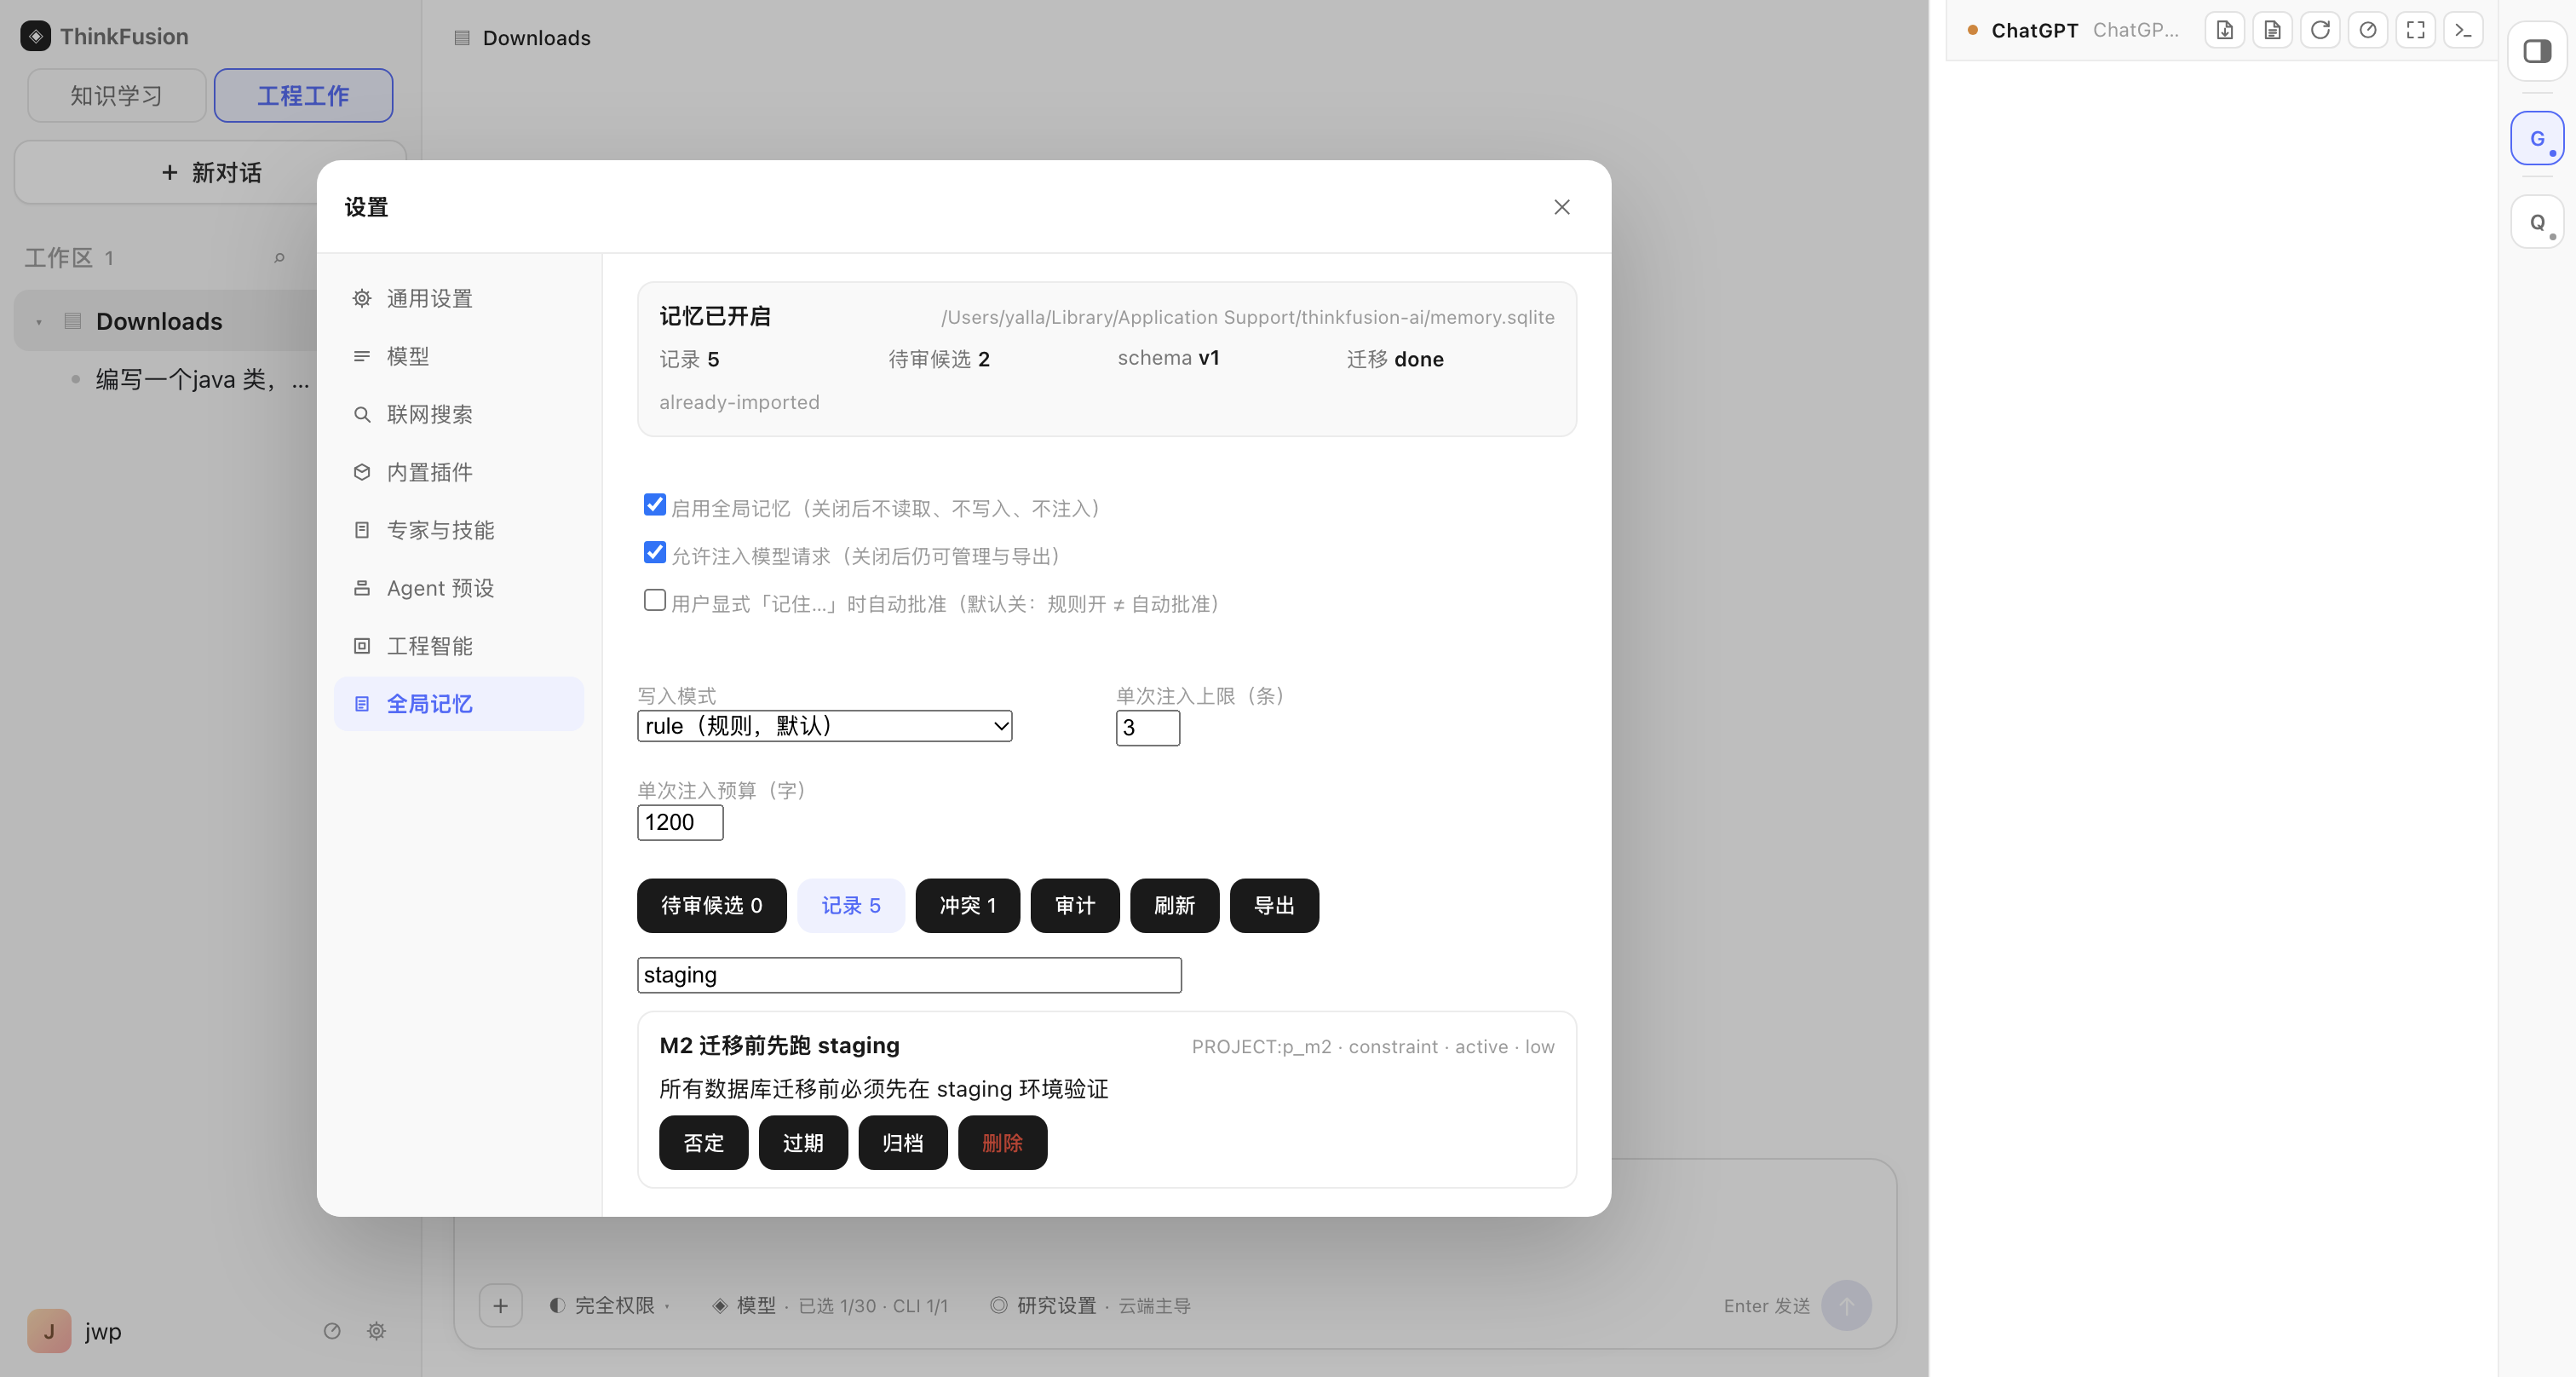 ThinkFusion
知识学习
工程工作
+ 新对话
工作区 1
Downloads
编写一个java 类，...
J
jwp
Downloads
设置
通用设置
模型
联网搜索
内置插件
专家与技能
Agent 预设
工程智能
全局记忆
记忆已开启
/Users/yalla/Library/Application Support/thinkfusion-ai/memory.sqlite
记录 5
待审候选 2
schema v1
迁移 done
already-imported
启用全局记忆（关闭后不读取、不写入、不注入）
允许注入模型请求（关闭后仍可管理与导出）
用户显式「记住...」时自动批准（默认关：规则开 ≠ 自动批准）
写入模式
rule（规则，默认）
单次注入上限（条）
3
单次注入预算（字）
1200
待审候选 0
记录 5
冲突 1
审计
刷新
导出
staging
M2 迁移前先跑 staging
PROJECT:p_m2 · constraint · active · low
所有数据库迁移前必须先在 staging 环境验证
否定
过期
归档
删除
完全权限
模型 · 已选 1/30 · CLI 1/1
研究设置 · 云端主导
Enter 发送
ChatGPT
ChatGP...
G
Q